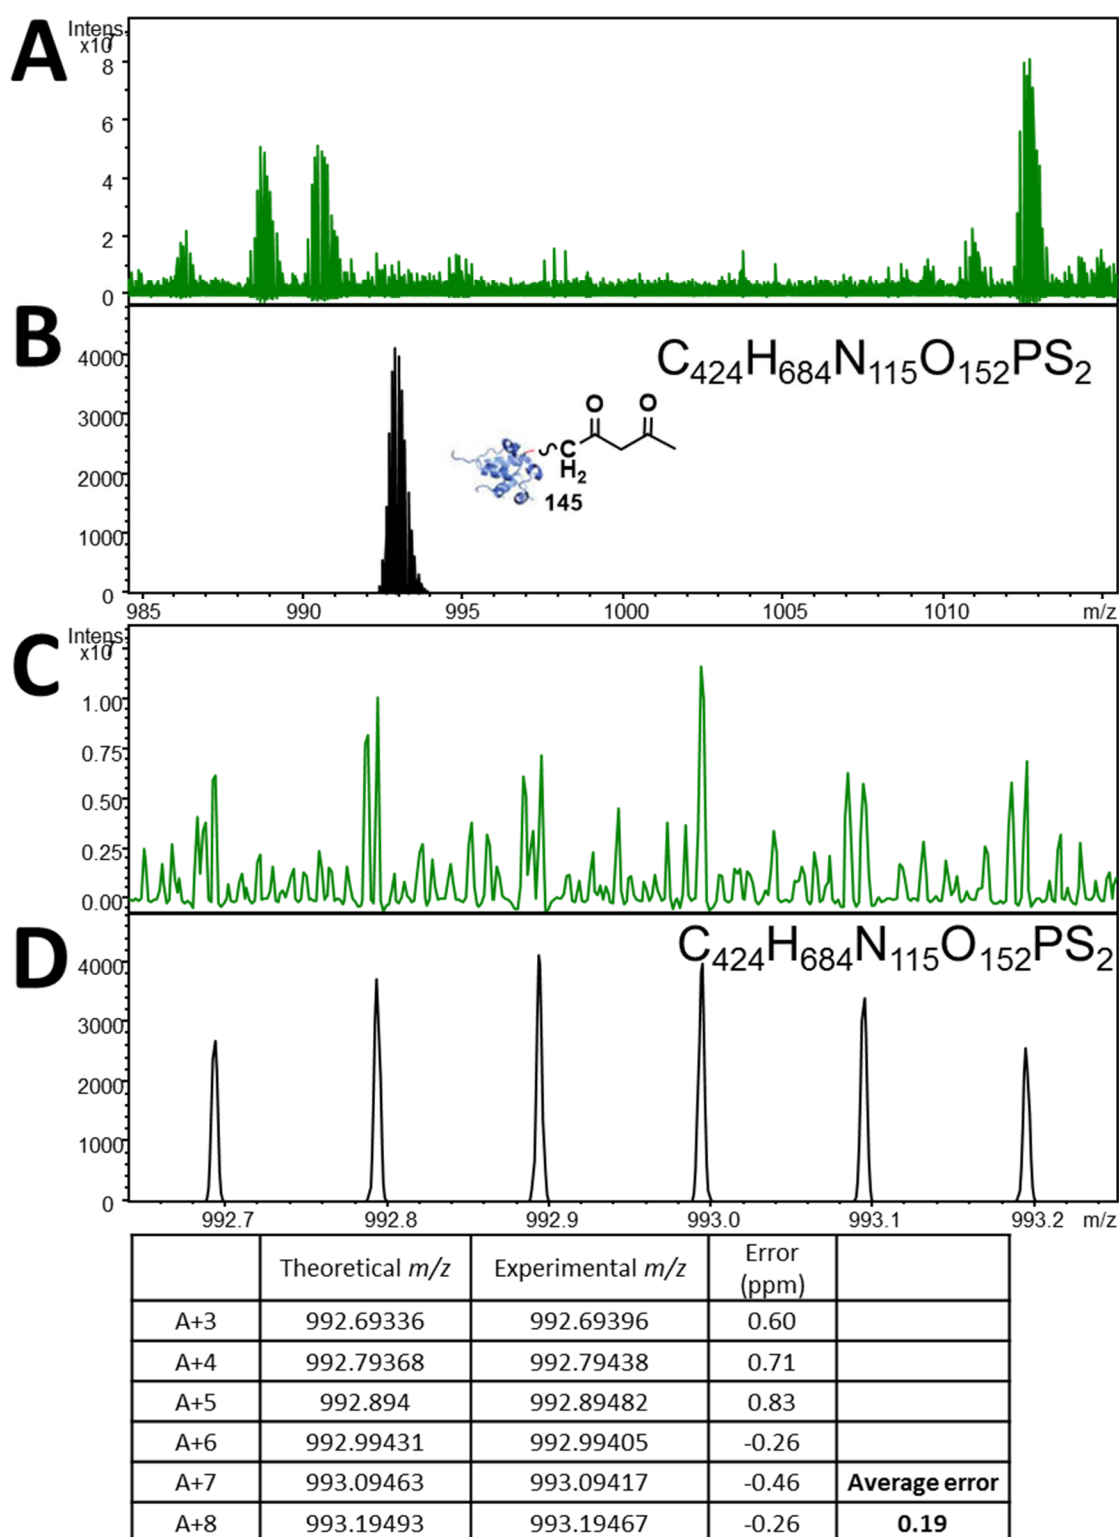 A
Intens.
x10⁷
8
6
4
2
0
B
C₄₂₄H₆₈₄N₁₁₅O₁₅₂PS₂
4000
3000
2000
1000
0
O O
C
H₂
145
985 990 995 1000 1005 1010 m/z
C
Intens.
x10⁷
1.00
0.75
0.50
0.25
0.00
D
C₄₂₄H₆₈₄N₁₁₅O₁₅₂PS₂
4000
3000
2000
1000
0
992.7 992.8 992.9 993.0 993.1 993.2 m/z
Theoretical m/z Experimental m/z Error
(ppm)
A+3 992.69336 992.69396 0.60
A+4 992.79368 992.79438 0.71
A+5 992.894 992.89482 0.83
A+6 992.99431 992.99405 -0.26
A+7 993.09463 993.09417 -0.46 Average error
A+8 993.19493 993.19467 -0.26 0.19